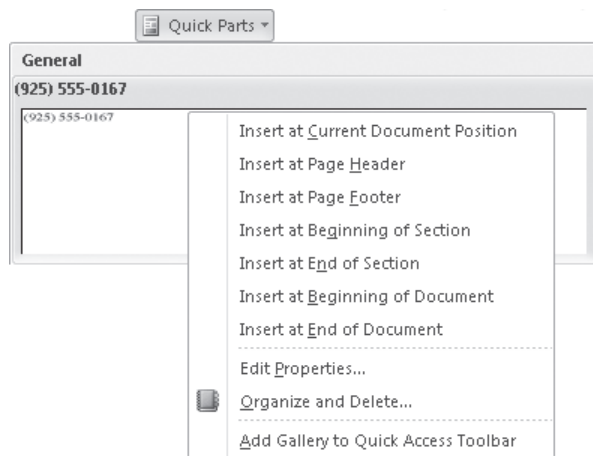 Quick Parts
General
(925) 555-0167
(925) 555-0167
Insert at Current Document Position
Insert at Page Header
Insert at Page Footer
Insert at Beginning of Section
Insert at End of Section
Insert at Beginning of Document
Insert at End of Document
Edit Properties...
Organize and Delete...
Add Gallery to Quick Access Toolbar